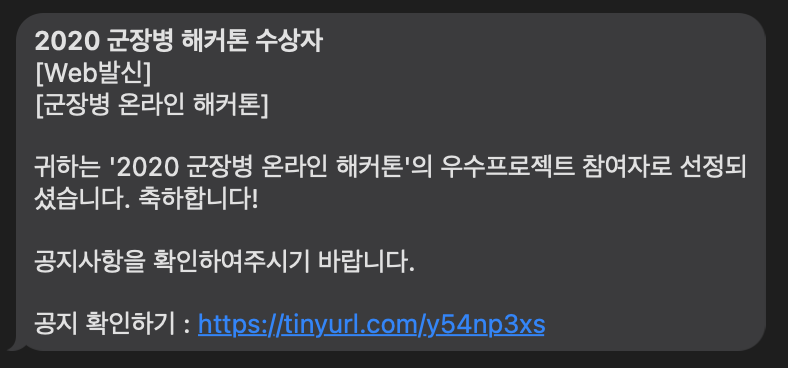 2020 군장병 해커톤 수상자
[Web발신]
[군장병 온라인 해커톤]
귀하는 '2020 군장병 온라인 해커톤'의 우수프로젝트 참여자로 선정되
셨습니다. 축하합니다!
공지사항을 확인하여주시기 바랍니다.
공지 확인하기 : https://tinyurl.com/y54np3xs